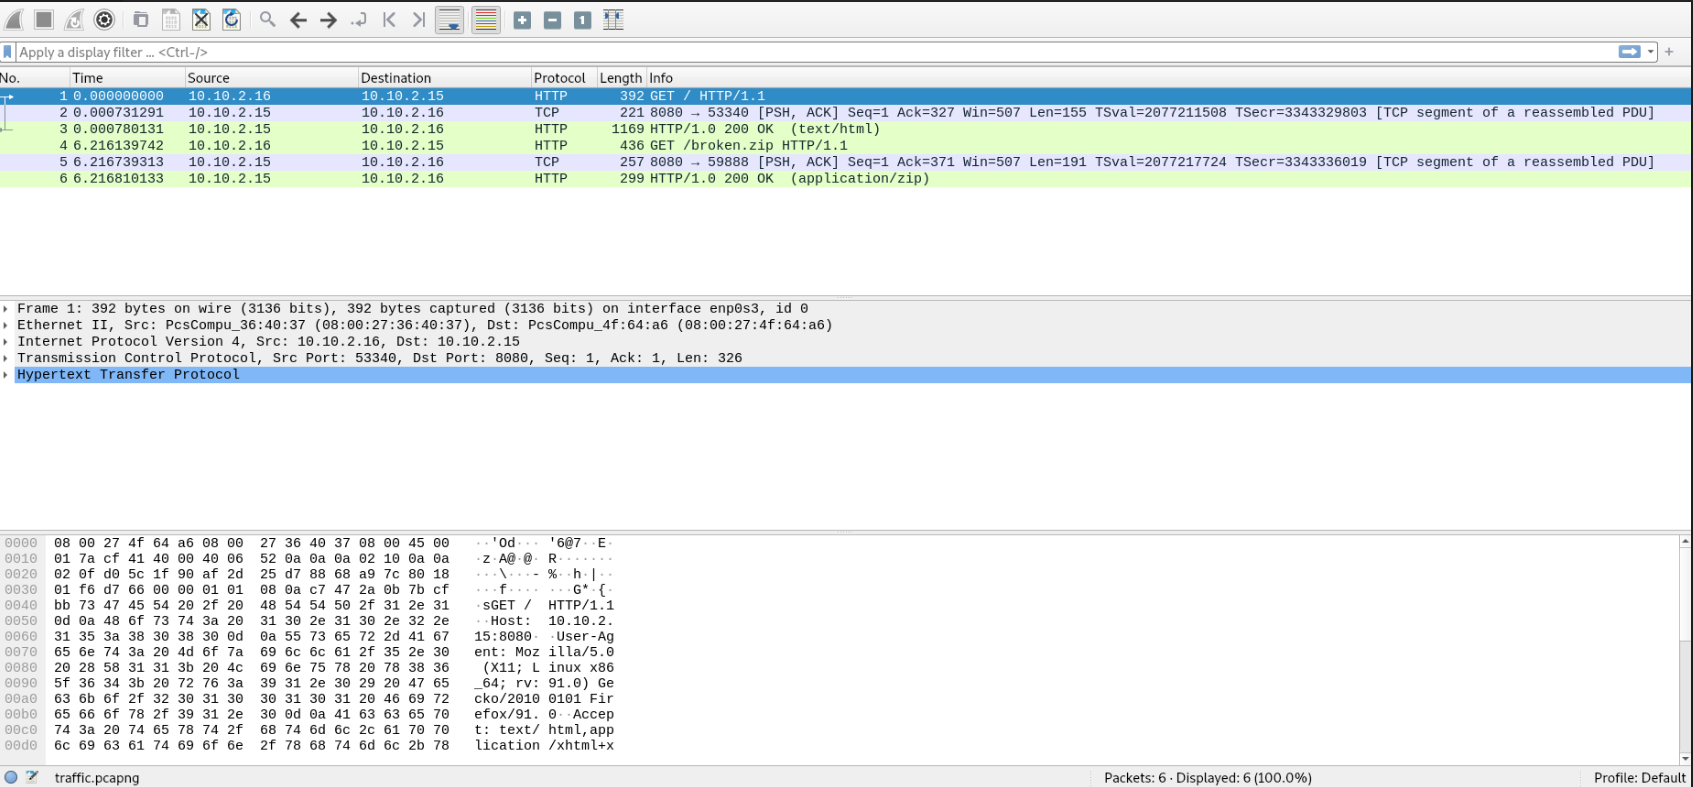 Apply a display filter ... <Ctrl-/>
No. Time Source Destination Protocol Length Info
1 0.000000000 10.10.2.16 10.10.2.15 HTTP 392 GET / HTTP/1.1
2 0.000731291 10.10.2.15 10.10.2.16 TCP 221 8080 → 53340 [PSH, ACK] Seq=1 Ack=327 Win=507 Len=155 TSval=2077211508 TSecr=3343329803 [TCP segment of a reassembled PDU]
3 0.000780131 10.10.2.15 10.10.2.16 HTTP 1169 HTTP/1.0 200 OK (text/html)
4 6.216139742 10.10.2.16 10.10.2.15 HTTP 436 GET /broken.zip HTTP/1.1
5 6.216739313 10.10.2.15 10.10.2.16 TCP 257 8080 → 59888 [PSH, ACK] Seq=1 Ack=371 Win=507 Len=191 TSval=2077217724 TSecr=3343336019 [TCP segment of a reassembled PDU]
6 6.216810133 10.10.2.15 10.10.2.16 HTTP 299 HTTP/1.0 200 OK (application/zip)
Frame 1: 392 bytes on wire (3136 bits), 392 bytes captured (3136 bits) on interface enp0s3, id 0
Ethernet II, Src: PcsCompu_36:40:37 (08:00:27:36:40:37), Dst: PcsCompu_4f:64:a6 (08:00:27:4f:64:a6)
Internet Protocol Version 4, Src: 10.10.2.16, Dst: 10.10.2.15
Transmission Control Protocol, Src Port: 53340, Dst Port: 8080, Seq: 1, Ack: 1, Len: 326
Hypertext Transfer Protocol
0000 08 00 27 4f 64 a6 08 00 27 36 40 37 08 00 45 00 ··'Od··· '6@7··E·
0010 01 7a cf 41 40 00 40 06 52 0a 0a 0a 02 10 0a 0a ·z·A@·@· R·······
0020 02 0f d0 5c 1f 90 af 2d 25 d7 88 68 a9 7c 80 18 ···\···- %··h·|··
0030 01 f6 d7 66 00 00 01 01 08 0a c7 47 2a 0b 7b cf ···f···· ···G*·{·
0040 bb 73 47 45 54 20 2f 20 48 54 54 50 2f 31 2e 31 ·sGET / HTTP/1.1
0050 0d 0a 48 6f 73 74 3a 20 31 30 2e 31 30 2e 32 2e ··Host: 10.10.2.
0060 31 35 3a 38 30 38 30 0d 0a 55 73 65 72 2d 41 67 15:8080· ·User-Ag
0070 65 6e 74 3a 20 4d 6f 7a 69 6c 6c 61 2f 35 2e 30 ent: Moz illa/5.0
0080 20 28 58 31 31 3b 20 4c 69 6e 75 78 20 78 38 36 (X11; L inux x86
0090 5f 36 34 3b 20 72 76 3a 39 31 2e 30 29 20 47 65 _64; rv: 91.0) Ge
00a0 63 6b 6f 2f 32 30 31 30 30 31 30 31 20 46 69 72 cko/2010 0101 Fir
00b0 65 66 6f 78 2f 39 31 2e 30 0d 0a 41 63 63 65 70 efox/91. 0··Accep
00c0 74 3a 20 74 65 78 74 2f 68 74 6d 6c 2c 61 70 70 t: text/ html,app
00d0 6c 69 63 61 74 69 6f 6e 2f 78 68 74 6d 6c 2b 78 lication /xhtml+x
traffic.pcapng Packets: 6 · Displayed: 6 (100.0%) Profile: Default